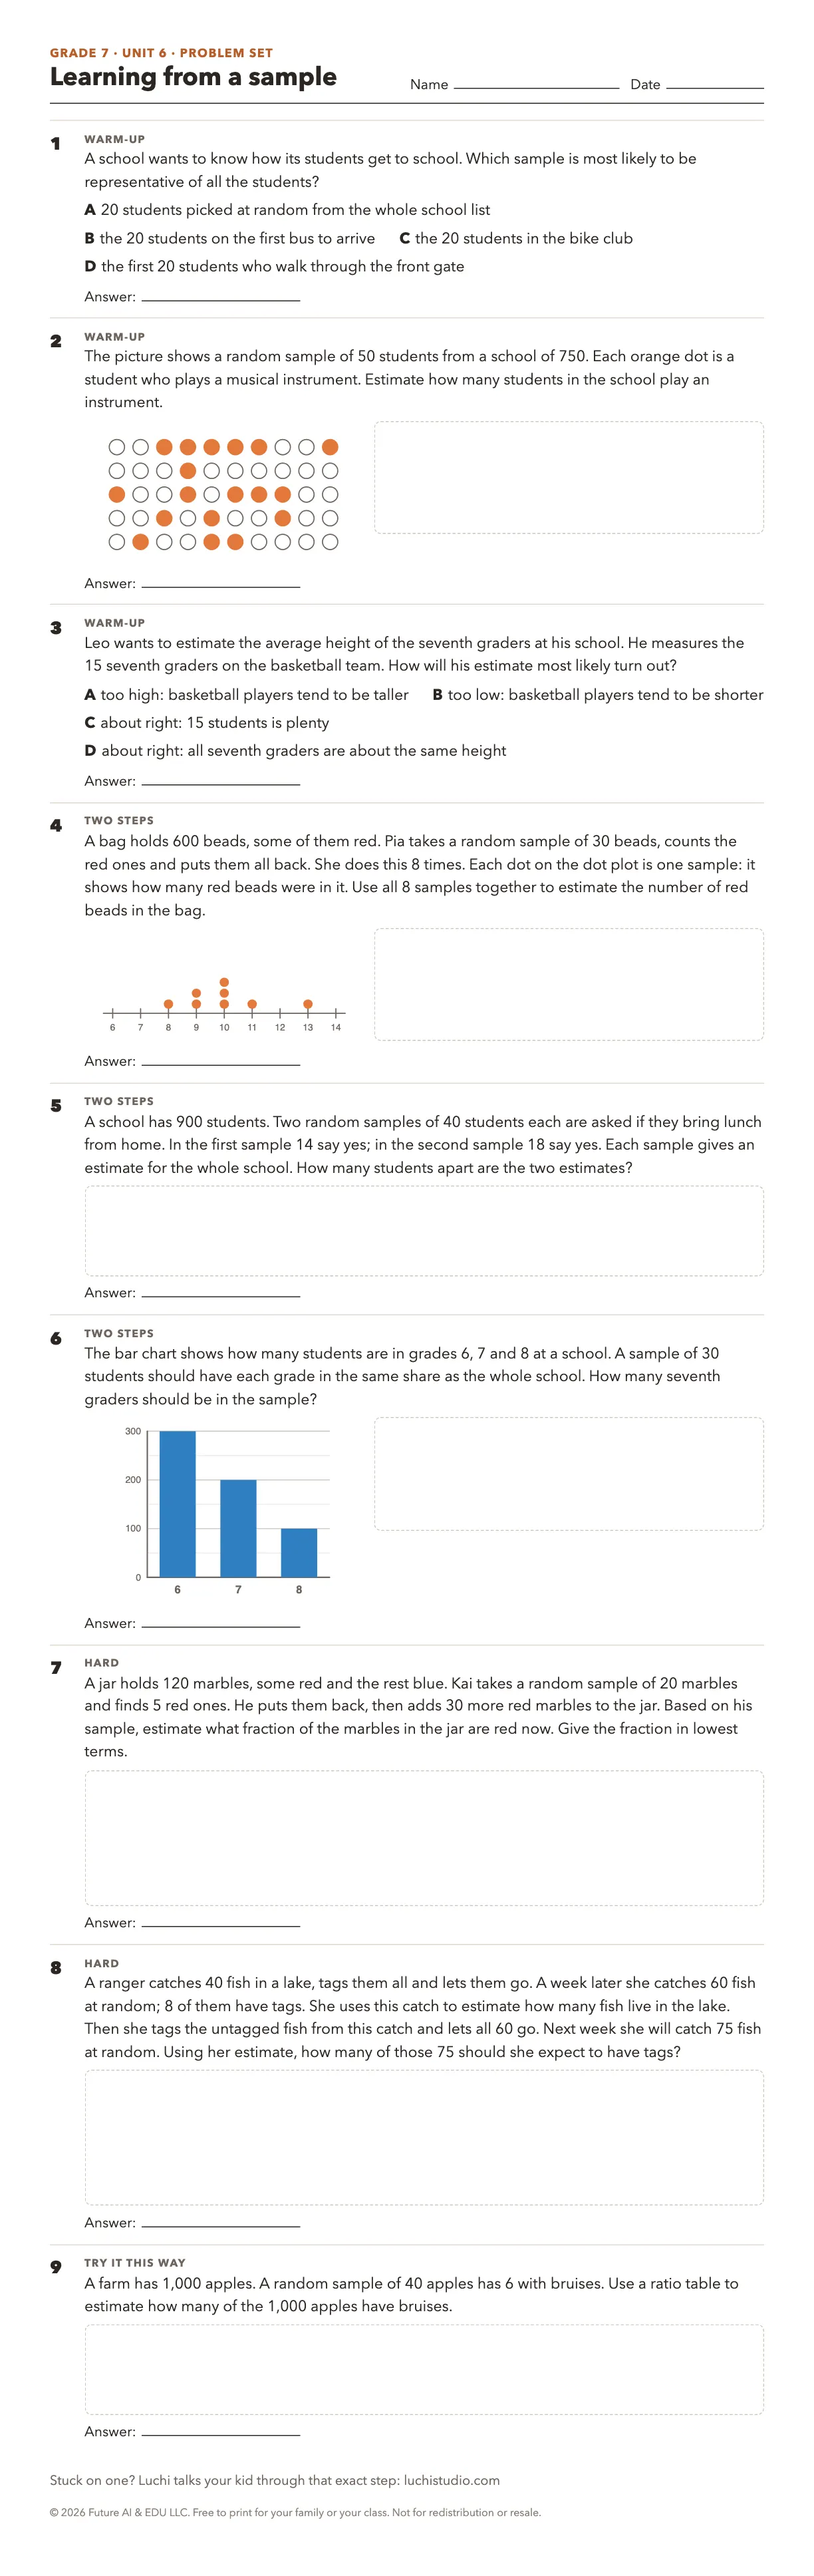 GRADE 7 · UNIT 6 · PROBLEM SET
Learning from a sample
Name
Date
1
WARM-UP
A school wants to know how its students get to school. Which sample is most likely to be
representative of all the students?
A 20 students picked at random from the whole school list
B the 20 students on the first bus to arrive C the 20 students in the bike club
D the first 20 students who walk through the front gate
Answer:
2
WARM-UP
The picture shows a random sample of 50 students from a school of 750. Each orange dot is a
student who plays a musical instrument. Estimate how many students in the school play an
instrument.
Answer:
3
WARM-UP
Leo wants to estimate the average height of the seventh graders at his school. He measures the
15 seventh graders on the basketball team. How will his estimate most likely turn out?
A too high: basketball players tend to be taller B too low: basketball players tend to be shorter
C about right: 15 students is plenty
D about right: all seventh graders are about the same height
Answer:
4
TWO STEPS
A bag holds 600 beads, some of them red. Pia takes a random sample of 30 beads, counts the
red ones and puts them all back. She does this 8 times. Each dot on the dot plot is one sample: it
shows how many red beads were in it. Use all 8 samples together to estimate the number of red
beads in the bag.
6 7 8 9 10 11 12 13 14
Answer:
5
TWO STEPS
A school has 900 students. Two random samples of 40 students each are asked if they bring lunch
from home. In the first sample 14 say yes; in the second sample 18 say yes. Each sample gives an
estimate for the whole school. How many students apart are the two estimates?
Answer:
6
TWO STEPS
The bar chart shows how many students are in grades 6, 7 and 8 at a school. A sample of 30
students should have each grade in the same share as the whole school. How many seventh
graders should be in the sample?
300
200
100
0
6 7 8
Answer:
7
HARD
A jar holds 120 marbles, some red and the rest blue. Kai takes a random sample of 20 marbles
and finds 5 red ones. He puts them back, then adds 30 more red marbles to the jar. Based on his
sample, estimate what fraction of the marbles in the jar are red now. Give the fraction in lowest
terms.
Answer:
8
HARD
A ranger catches 40 fish in a lake, tags them all and lets them go. A week later she catches 60 fish
at random; 8 of them have tags. She uses this catch to estimate how many fish live in the lake.
Then she tags the untagged fish from this catch and lets all 60 go. Next week she will catch 75 fish
at random. Using her estimate, how many of those 75 should she expect to have tags?
Answer:
9
TRY IT THIS WAY
A farm has 1,000 apples. A random sample of 40 apples has 6 with bruises. Use a ratio table to
estimate how many of the 1,000 apples have bruises.
Answer:
Stuck on one? Luchi talks your kid through that exact step: luchistudio.com
© 2026 Future AI & EDU LLC. Free to print for your family or your class. Not for redistribution or resale.